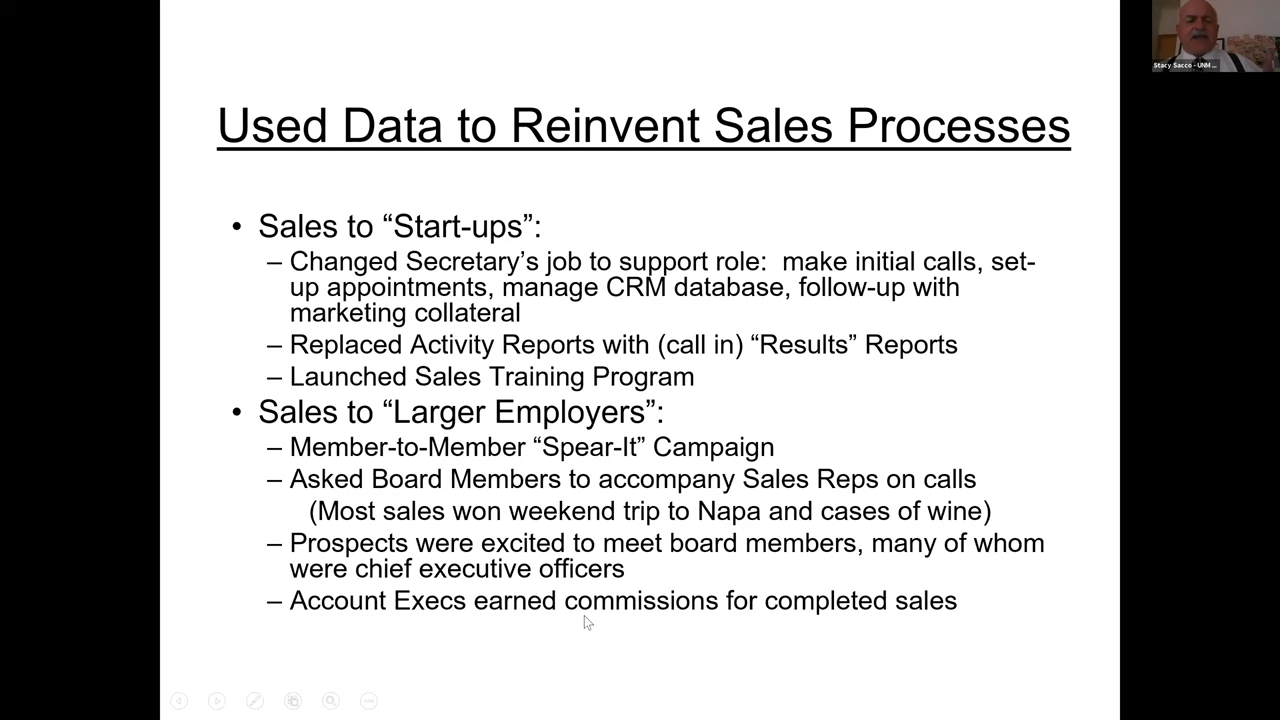 Stacy Sacco - UNM ...
Used Data to Reinvent Sales Processes
• Sales to “Start-ups”:
– Changed Secretary’s job to support role:  make initial calls, set-
up appointments, manage CRM database, follow-up with
marketing collateral
– Replaced Activity Reports with (call in) “Results” Reports
– Launched Sales Training Program
• Sales to “Larger Employers”:
– Member-to-Member “Spear-It” Campaign
– Asked Board Members to accompany Sales Reps on calls
(Most sales won weekend trip to Napa and cases of wine)
– Prospects were excited to meet board members, many of whom
were chief executive officers
– Account Execs earned commissions for completed sales